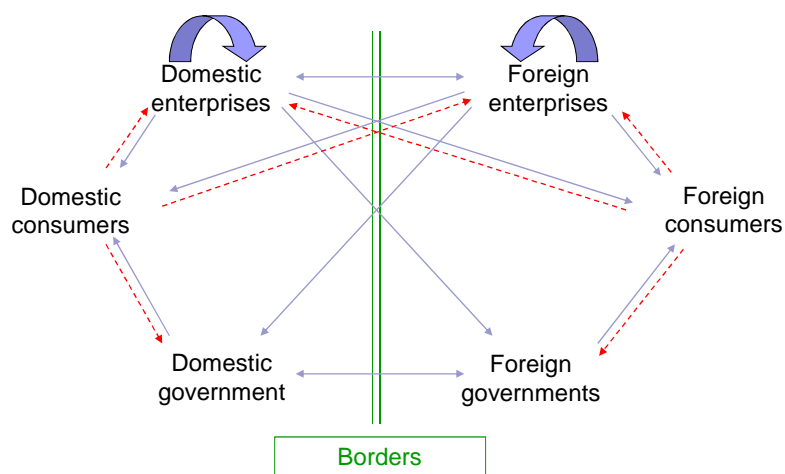 Domestic
enterprises
Foreign
enterprises
Domestic
consumers
Foreign
consumers
Domestic
government
Foreign
governments
Borders